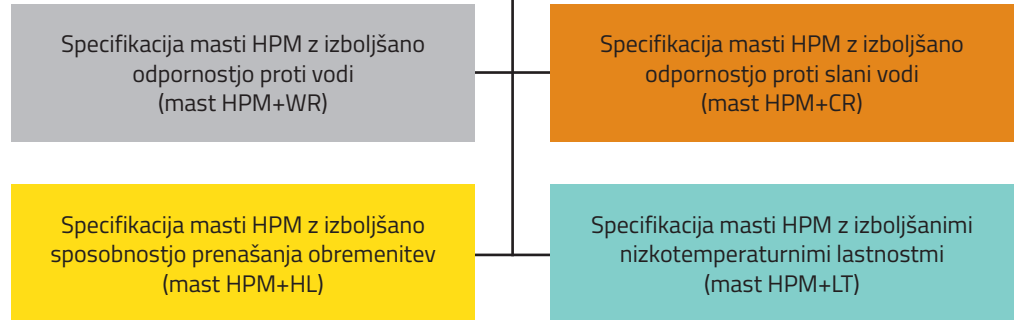 Specifikacija masti HPM z izboljšano
odpornostjo proti vodi
(mast HPM+WR)
Specifikacija masti HPM z izboljšano
odpornostjo proti slani vodi
(mast HPM+CR)
Specifikacija masti HPM z izboljšano
sposobnostjo prenašanja obremenitev
(mast HPM+HL)
Specifikacija masti HPM z izboljšanimi
nizkotemperaturnimi lastnostmi
(mast HPM+LT)